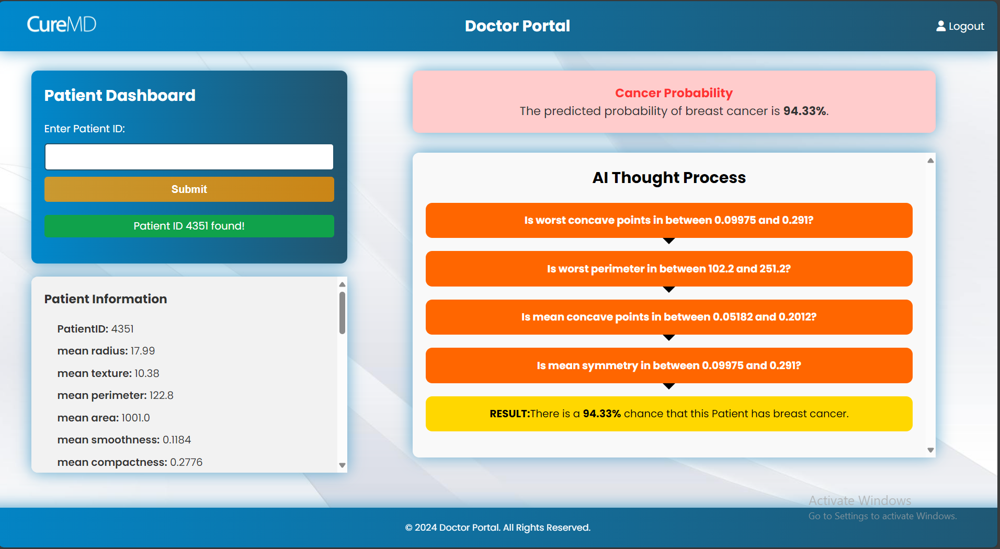 CureMD
Doctor Portal
Logout
Patient Dashboard
Enter Patient ID:
Submit
Patient ID 4351 found!
Patient Information
PatientID: 4351
mean radius: 17.99
mean texture: 10.38
mean perimeter: 122.8
mean area: 1001.0
mean smoothness: 0.1184
mean compactness: 0.2776
Cancer Probability
The predicted probability of breast cancer is 94.33%.
AI Thought Process
Is worst concave points in between 0.09975 and 0.291?
Is worst perimeter in between 102.2 and 251.2?
Is mean concave points in between 0.05182 and 0.2012?
Is mean symmetry in between 0.09975 and 0.291?
RESULT:There is a 94.33% chance that this Patient has breast cancer.
Activate Windows
Go to Settings to activate Windows.
© 2024 Doctor Portal. All Rights Reserved.